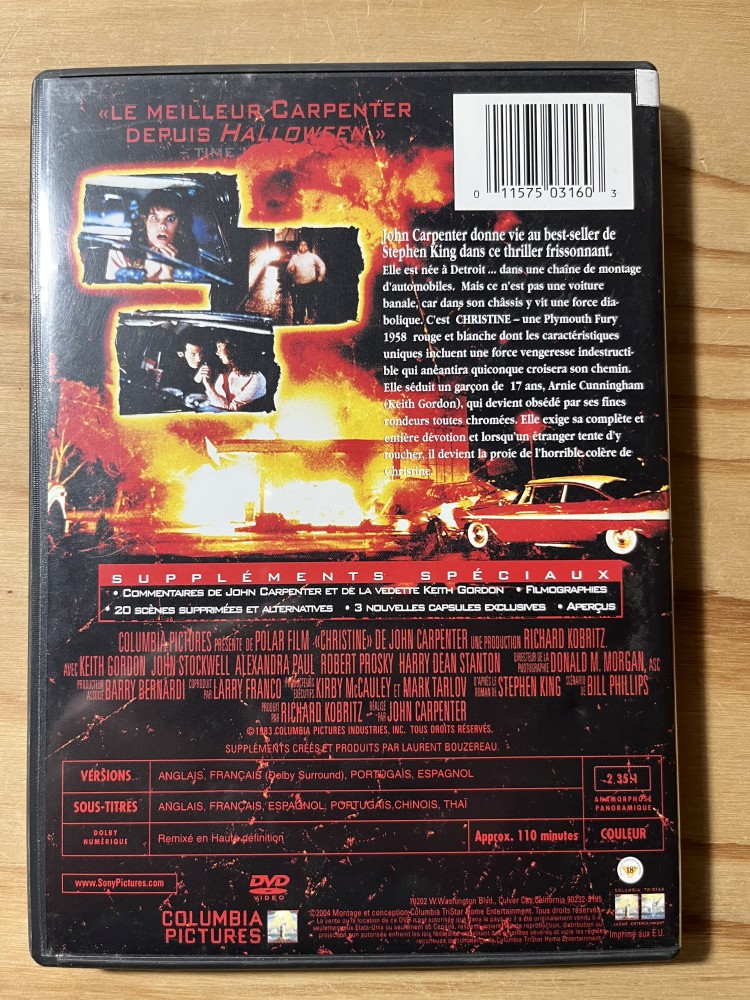 «LE MEILLEUR CARPENTER
DEPUIS HALLOWEEN.»
TIME
0 11575 03160 3
John Carpenter donne vie au best-seller de
Stephen King dans ce thriller frissonnant.
Elle est née à Detroit ... dans une chaîne de montage
d'automobiles. Mais ce n'est pas une voiture
banale, car dans son châssis y vit une force dia-
bolique. C'est CHRISTINE – une Plymouth Fury
1958 rouge et blanche dont les caractéristiques
uniques incluent une force vengeresse indestructi-
ble qui anéantira quiconque croisera son chemin.
Elle séduit un garçon de 17 ans, Arnie Cunningham
(Keith Gordon), qui devient obsédé par ses fines
rondeurs toutes chromées. Elle exige sa complète et
entière dévotion et lorsqu'un étranger tente d'y
toucher, il devient la proie de l'horrible colère de
Christine.
SUPPLÉMENTS SPÉCIAUX
• COMMENTAIRES DE JOHN CARPENTER ET DE LA VEDETTE KEITH GORDON • FILMOGRAPHIES
• 20 SCÈNES SUPPRIMÉES ET ALTERNATIVES • 3 NOUVELLES CAPSULES EXCLUSIVES • APERÇUS
COLUMBIA PICTURES PRÉSENTE DE POLAR FILM «CHRISTINE» DE JOHN CARPENTER UNE PRODUCTION RICHARD KOBRITZ
AVEC KEITH GORDON JOHN STOCKWELL ALEXANDRA PAUL ROBERT PROSKY HARRY DEAN STANTON DIRECTEUR DE LA PHOTOGRAPHIE DONALD M. MORGAN, ASC
PRODUCTEUR ASSOCIÉ BARRY BERNARDI COPRODUIT PAR LARRY FRANCO PRODUCTEURS EXÉCUTIFS KIRBY McCAULEY ET MARK TARLOV D'APRÈS LE ROMAN DE STEPHEN KING SCÉNARIO DE BILL PHILLIPS
PRODUIT PAR RICHARD KOBRITZ RÉALISÉ PAR JOHN CARPENTER
©1983 COLUMBIA PICTURES INDUSTRIES, INC. TOUS DROITS RÉSERVÉS.
SUPPLÉMENTS CRÉÉS ET PRODUITS PAR LAURENT BOUZEREAU.
VERSIONS ANGLAIS, FRANÇAIS (Dolby Surround), PORTUGAIS, ESPAGNOL
2.35:1
ANAMORPHOSÉ
PANORAMIQUE
SOUS-TITRES ANGLAIS, FRANÇAIS, ESPAGNOL, PORTUGAIS,CHINOIS, THAÏ
DOLBY
NUMÉRIQUE
Remixé en Haute définition
Approx. 110 minutes
COULEUR
www.SonyPictures.com
DVD
VIDEO
18
COLUMBIA
PICTURES
10202 W.Washington Blvd., Culver City,California 90232-3195
©2004 Montage et conception Columbia TriStar Home Entertainment. Tous droits réservés.
COLUMBIA TRISTAR
HOME ENTERTAINMENT
Imprimé aux É.U.